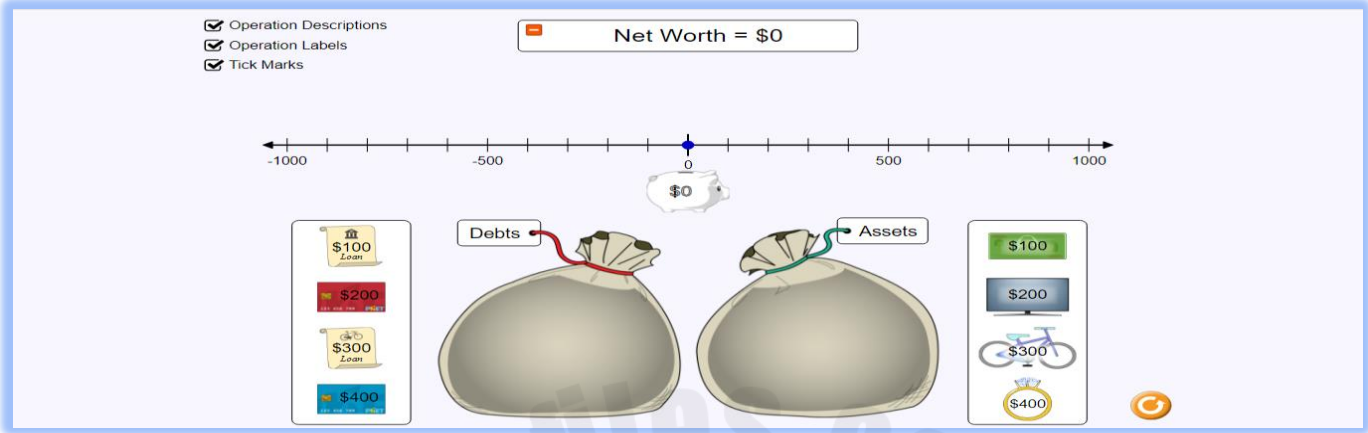 Operation Descriptions
Operation Labels
Tick Marks
Net Worth = $0
-1000
-500
0
500
1000
$0
Debts
Assets
$100
Loan
$200
$300
Loan
$400
$100
$200
$300
$400